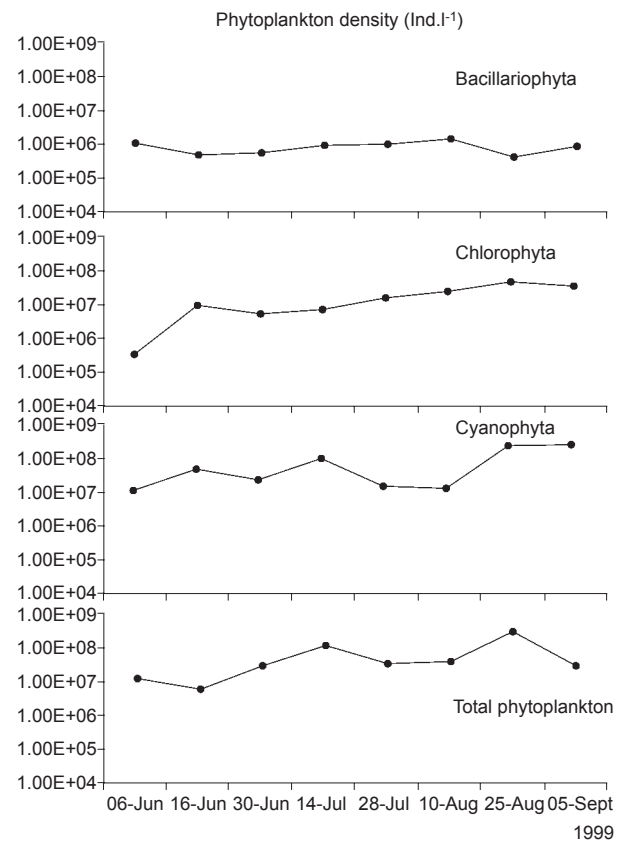 Phytoplankton density (Ind.l-1)
1.00E+09
1.00E+08
Bacillariophyta
1.00E+07
1.00E+06
1.00E+05
1.00E+04
1.00E+09
Chlorophyta
1.00E+08
1.00E+07
1.00E+06
1.00E+05
1.00E+04
1.00E+09
Cyanophyta
1.00E+08
1.00E+07
1.00E+06
1.00E+05
1.00E+04
1.00E+09
1.00E+08
1.00E+07
Total phytoplankton
1.00E+06
1.00E+05
1.00E+04
06-Jun 16-Jun 30-Jun 14-Jul 28-Jul 10-Aug 25-Aug 05-Sept
1999